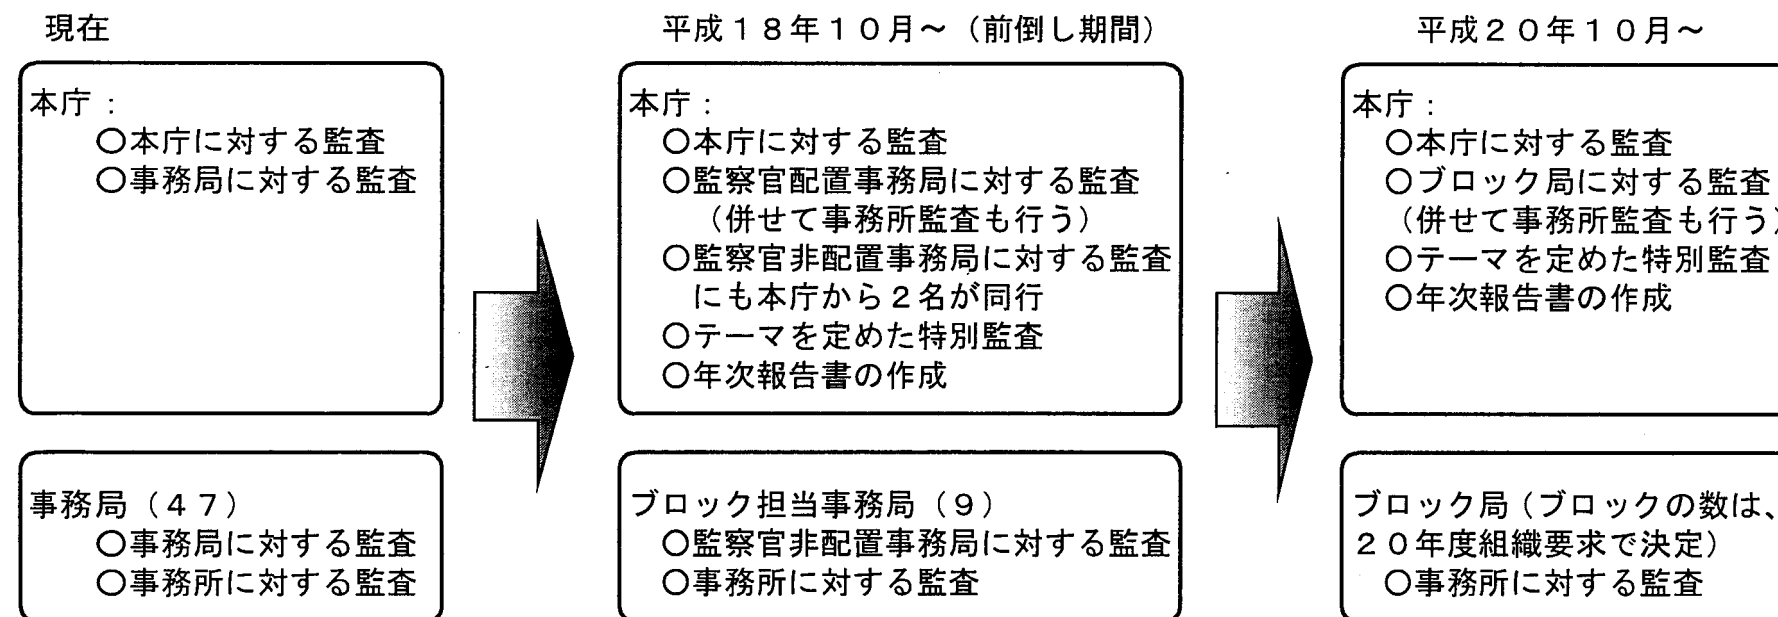 現在
本庁：
○本庁に対する監査
○事務局に対する監査
事務局（４７）
○事務局に対する監査
○事務所に対する監査
平成１８年１０月～（前倒し期間）
本庁：
○本庁に対する監査
○監察官配置事務局に対する監査
（併せて事務所監査も行う）
○監察官非配置事務局に対する監査
にも本庁から２名が同行
○テーマを定めた特別監査
○年次報告書の作成
ブロック担当事務局（９）
○監察官非配置事務局に対する監査
○事務所に対する監査
平成２０年１０月～
本庁：
○本庁に対する監査
○ブロック局に対する監査
（併せて事務所監査も行う）
○テーマを定めた特別監査
○年次報告書の作成
ブロック局（ブロックの数は、
２０年度組織要求で決定）
○事務所に対する監査